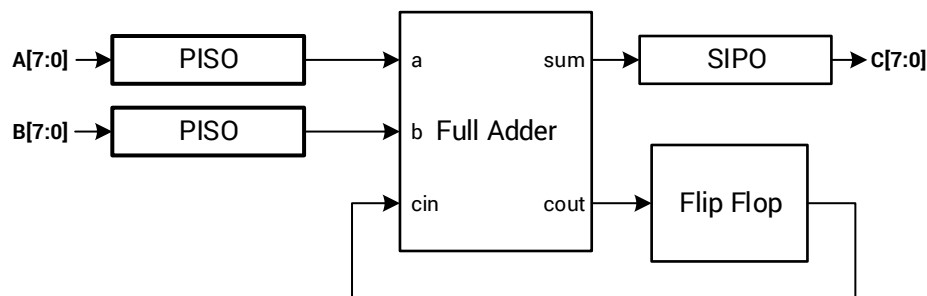 A[7:0]
PISO
a
sum
SIPO
C[7:0]
B[7:0]
PISO
b
Full Adder
cin
cout
Flip Flop